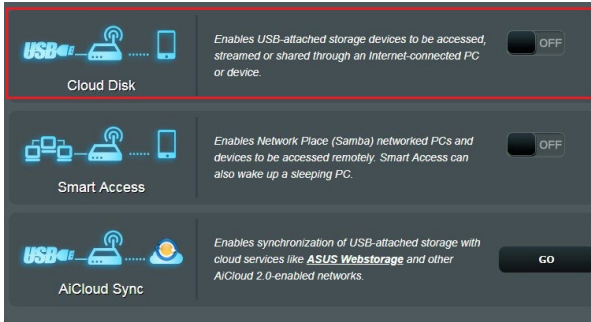 USB
Cloud Disk
Enables USB-attached storage devices to be accessed,
streamed or shared through an Internet-connected PC
or device.
OFF
Smart Access
Enables Network Place (Samba) networked PCs and
devices to be accessed remotely. Smart Access can
also wake up a sleeping PC.
OFF
USB
AiCloud Sync
Enables synchronization of USB-attached storage with
cloud services like ASUS Webstorage and other
AiCloud 2.0-enabled networks.
GO